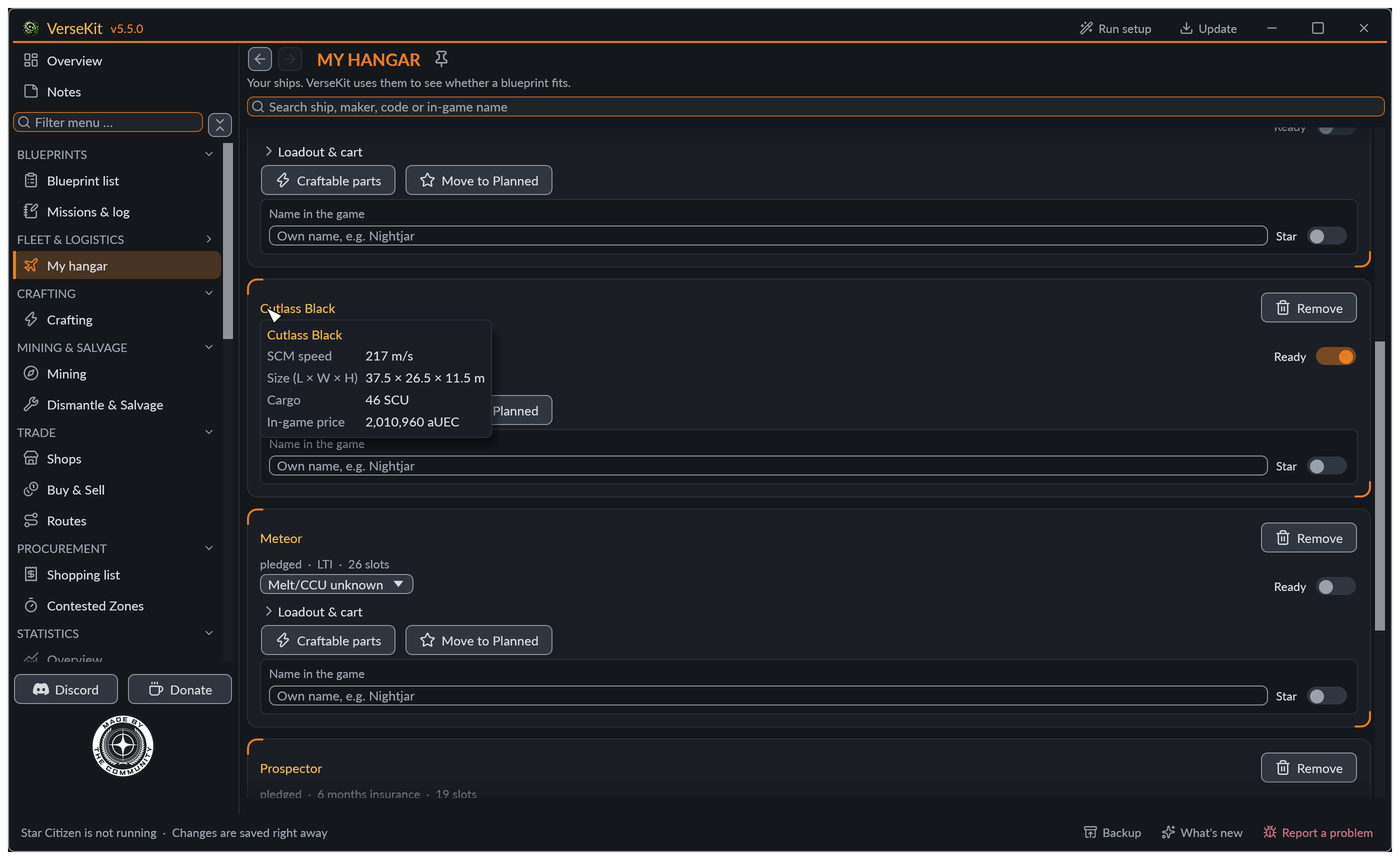 VerseKit v5.5.0
Run setup
Update
Overview
Notes
Filter menu ...
BLUEPRINTS
Blueprint list
Missions & log
FLEET & LOGISTICS
My hangar
CRAFTING
Crafting
MINING & SALVAGE
Mining
Dismantle & Salvage
TRADE
Shops
Buy & Sell
Routes
PROCUREMENT
Shopping list
Contested Zones
STATISTICS
Overview
Discord
Donate
MADE BY
THE COMMUNITY
MY HANGAR
Your ships. VerseKit uses them to see whether a blueprint fits.
Search ship, maker, code or in-game name
Ready
Loadout & cart
Craftable parts
Move to Planned
Name in the game
Own name, e.g. Nightjar
Star
Cutlass Black
Remove
Cutlass Black
SCM speed 217 m/s
Size (L × W × H) 37.5 × 26.5 × 11.5 m
Cargo 46 SCU
In-game price 2,010,960 aUEC
Ready
Planned
Name in the game
Own name, e.g. Nightjar
Star
Meteor
Remove
pledged · LTI · 26 slots
Melt/CCU unknown
Ready
Loadout & cart
Craftable parts
Move to Planned
Name in the game
Own name, e.g. Nightjar
Star
Prospector
Remove
pledged · 6 months insurance · 19 slots
Star Citizen is not running · Changes are saved right away
Backup
What's new
Report a problem